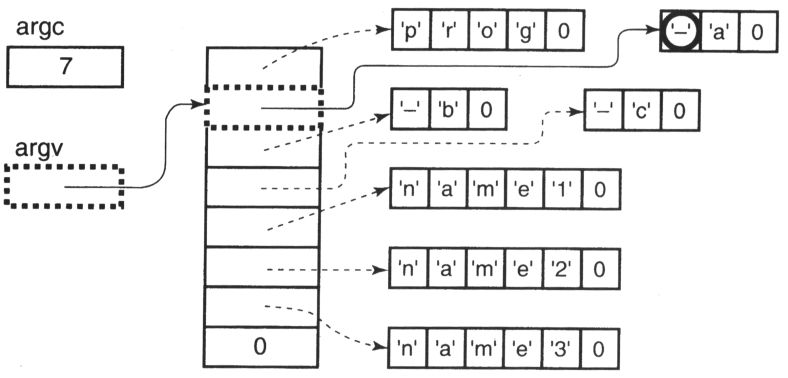 argc
7
argv
0
'p' 'r' 'o' 'g' 0
'–' 'a' 0
'–' 'b' 0
'–' 'c' 0
'n' 'a' 'm' 'e' '1' 0
'n' 'a' 'm' 'e' '2' 0
'n' 'a' 'm' 'e' '3' 0